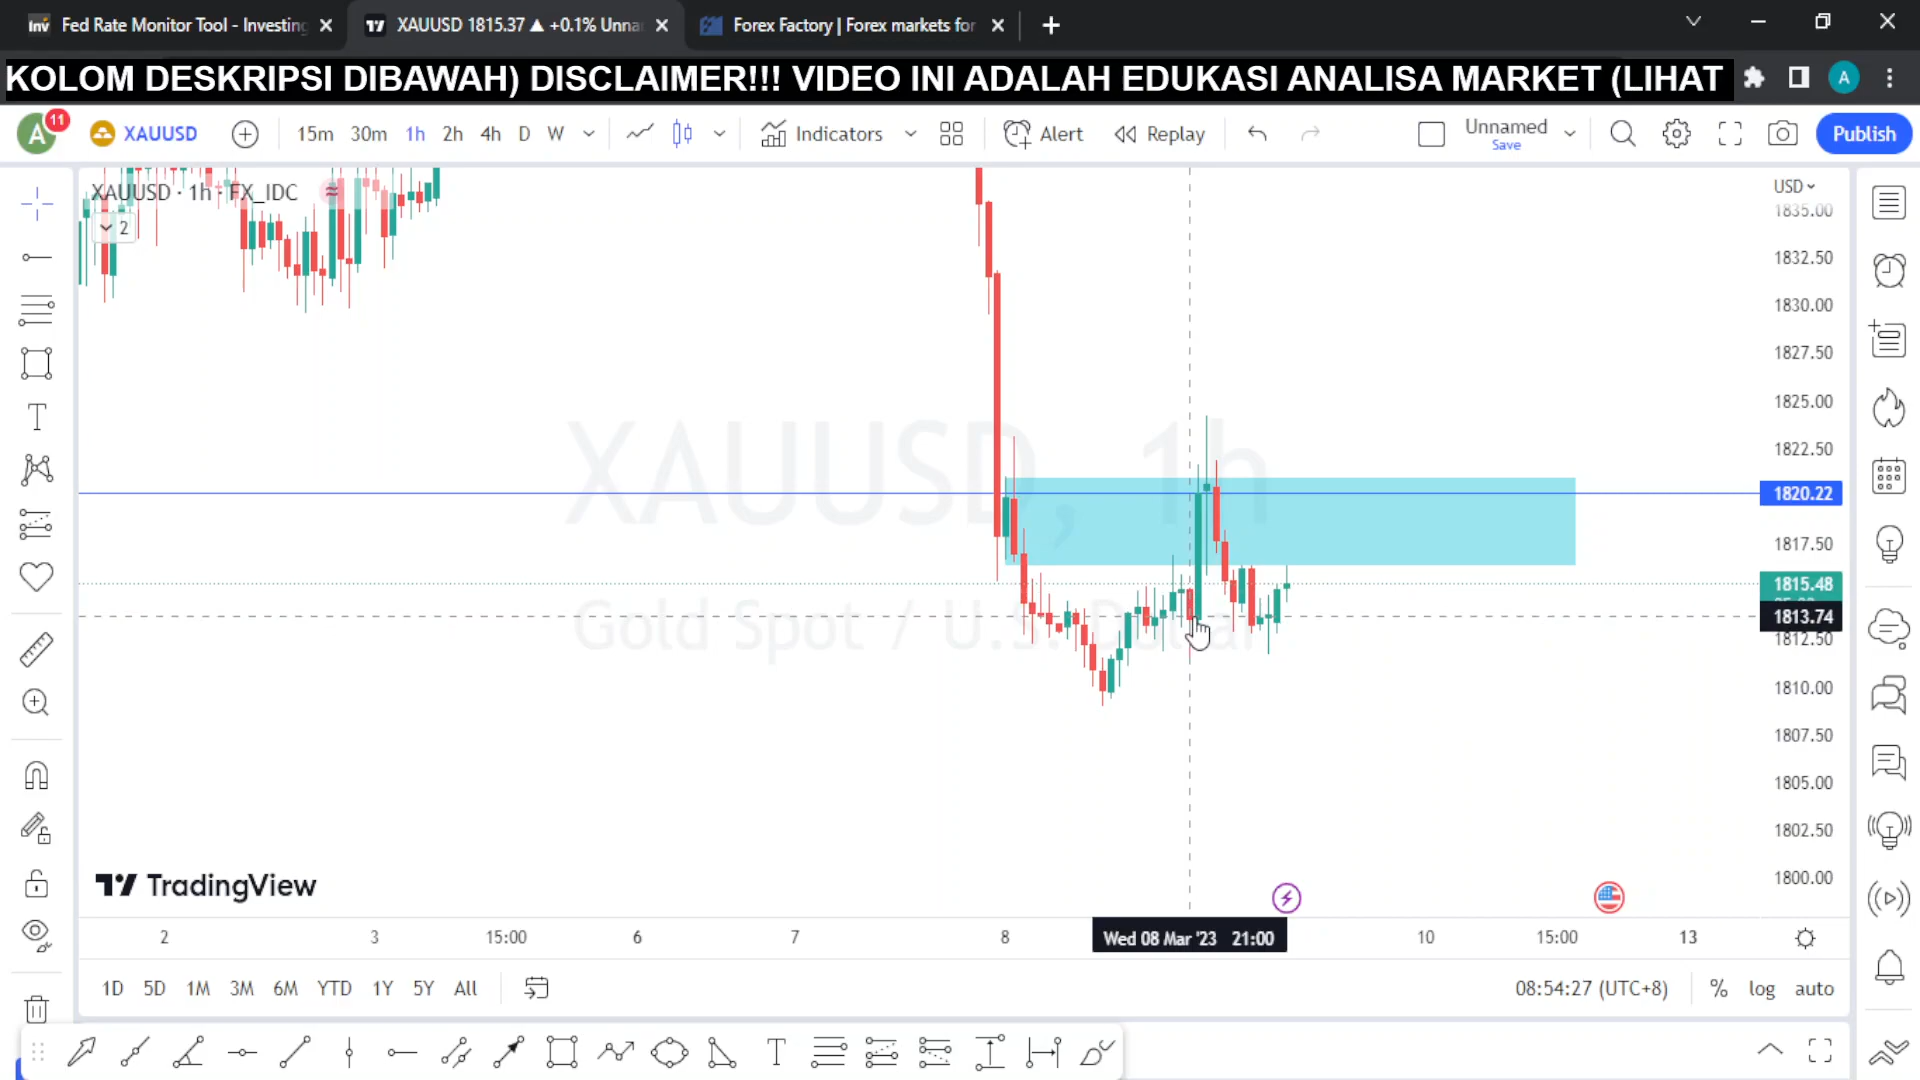 Inv Fed Rate Monitor Tool - Investing
XAUUSD 1815.37 ▲ +0.1% Unna
Forex Factory | Forex markets for
KOLOM DESKRIPSI DIBAWAH) DISCLAIMER!!! VIDEO INI ADALAH EDUKASI ANALISA MARKET (LIHAT
A
A 11 XAUUSD 15m 30m 1h 2h 4h D W Indicators Alert Replay Unnamed Publish
Save
XAUUSD · 1h · FX_IDC
2
XAUUSD, 1h
Gold Spot / U.S. Dollar
USD
1835.00
1832.50
1830.00
1827.50
1825.00
1822.50
1820.22
1817.50
1815.48
1813.74
1812.50
1810.00
1807.50
1805.00
1802.50
1800.00
TradingView
2 3 15:00 6 7 8 Wed 08 Mar '23 21:00 10 15:00 13
1D 5D 1M 3M 6M YTD 1Y 5Y All 08:54:27 (UTC+8) % log auto